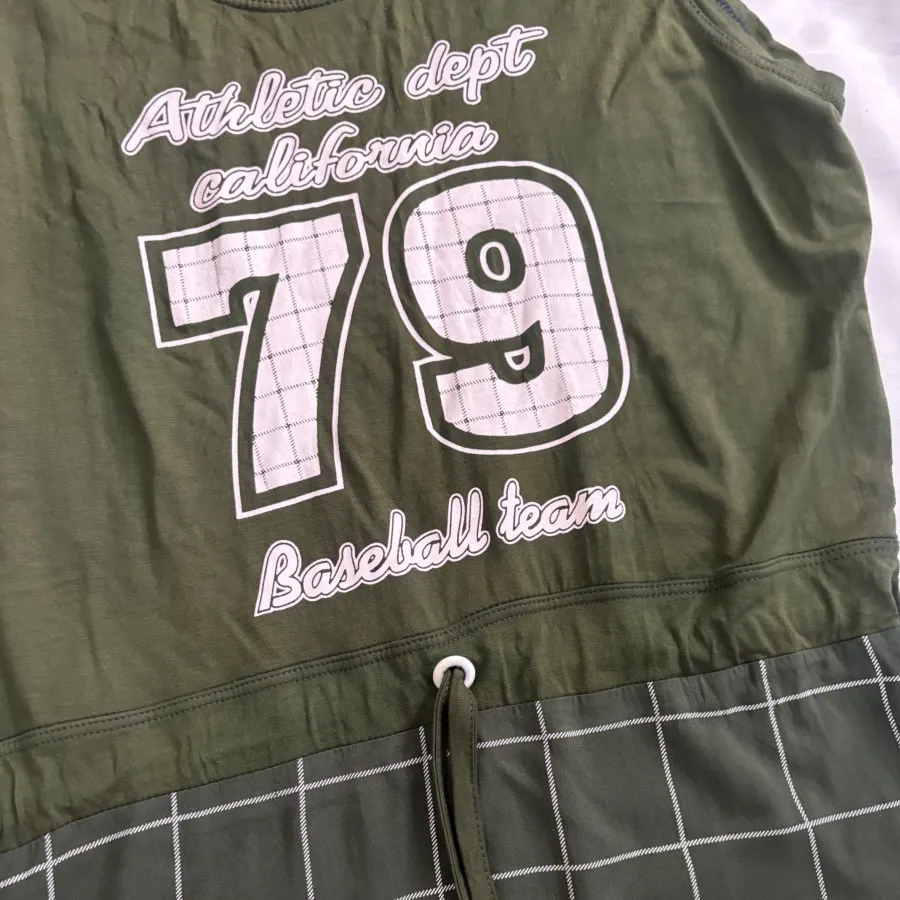 Athletic dept
california
79
Baseball team